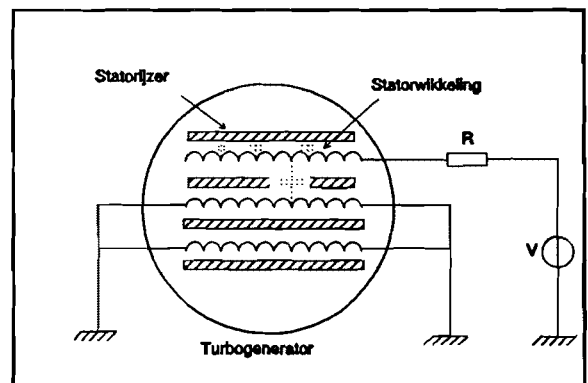 Statorijzer
Statorwikkeling
R
V
Turbogenerator